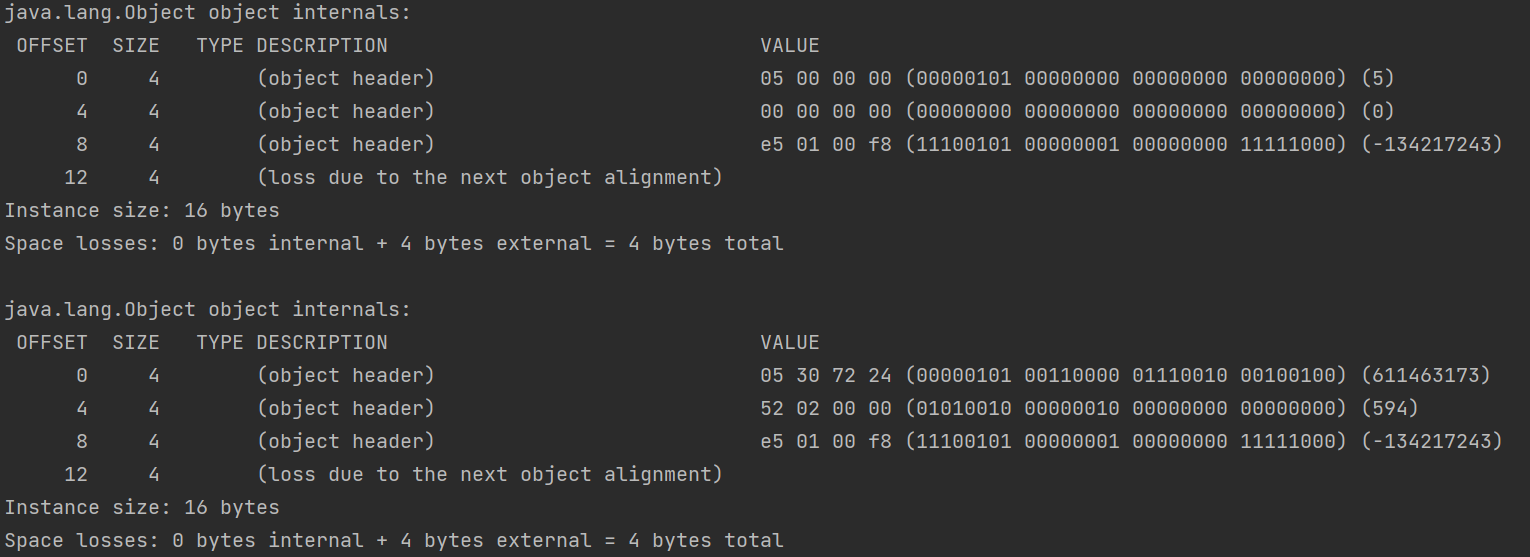 java.lang.Object object internals:
 OFFSET  SIZE   TYPE DESCRIPTION                               VALUE
      0     4        (object header)                           05 00 00 00 (00000101 00000000 00000000 00000000) (5)
      4     4        (object header)                           00 00 00 00 (00000000 00000000 00000000 00000000) (0)
      8     4        (object header)                           e5 01 00 f8 (11100101 00000001 00000000 11111000) (-134217243)
     12     4        (loss due to the next object alignment)
Instance size: 16 bytes
Space losses: 0 bytes internal + 4 bytes external = 4 bytes total

java.lang.Object object internals:
 OFFSET  SIZE   TYPE DESCRIPTION                               VALUE
      0     4        (object header)                           05 30 72 24 (00000101 00110000 01110010 00100100) (611463173)
      4     4        (object header)                           52 02 00 00 (01010010 00000010 00000000 00000000) (594)
      8     4        (object header)                           e5 01 00 f8 (11100101 00000001 00000000 11111000) (-134217243)
     12     4        (loss due to the next object alignment)
Instance size: 16 bytes
Space losses: 0 bytes internal + 4 bytes external = 4 bytes total